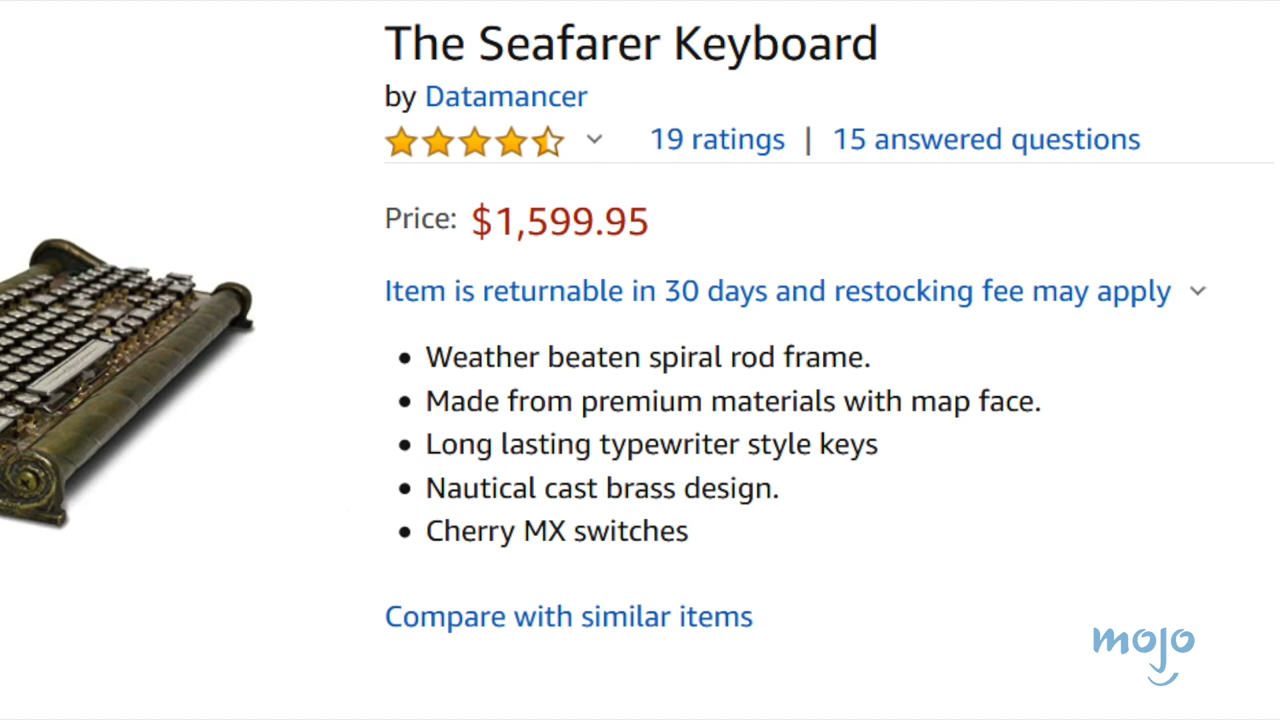 The Seafarer Keyboard
by Datamancer
19 ratings | 15 answered questions
Price: $1,599.95
Item is returnable in 30 days and restocking fee may apply
• Weather beaten spiral rod frame.
• Made from premium materials with map face.
• Long lasting typewriter style keys
• Nautical cast brass design.
• Cherry MX switches
Compare with similar items
mojo